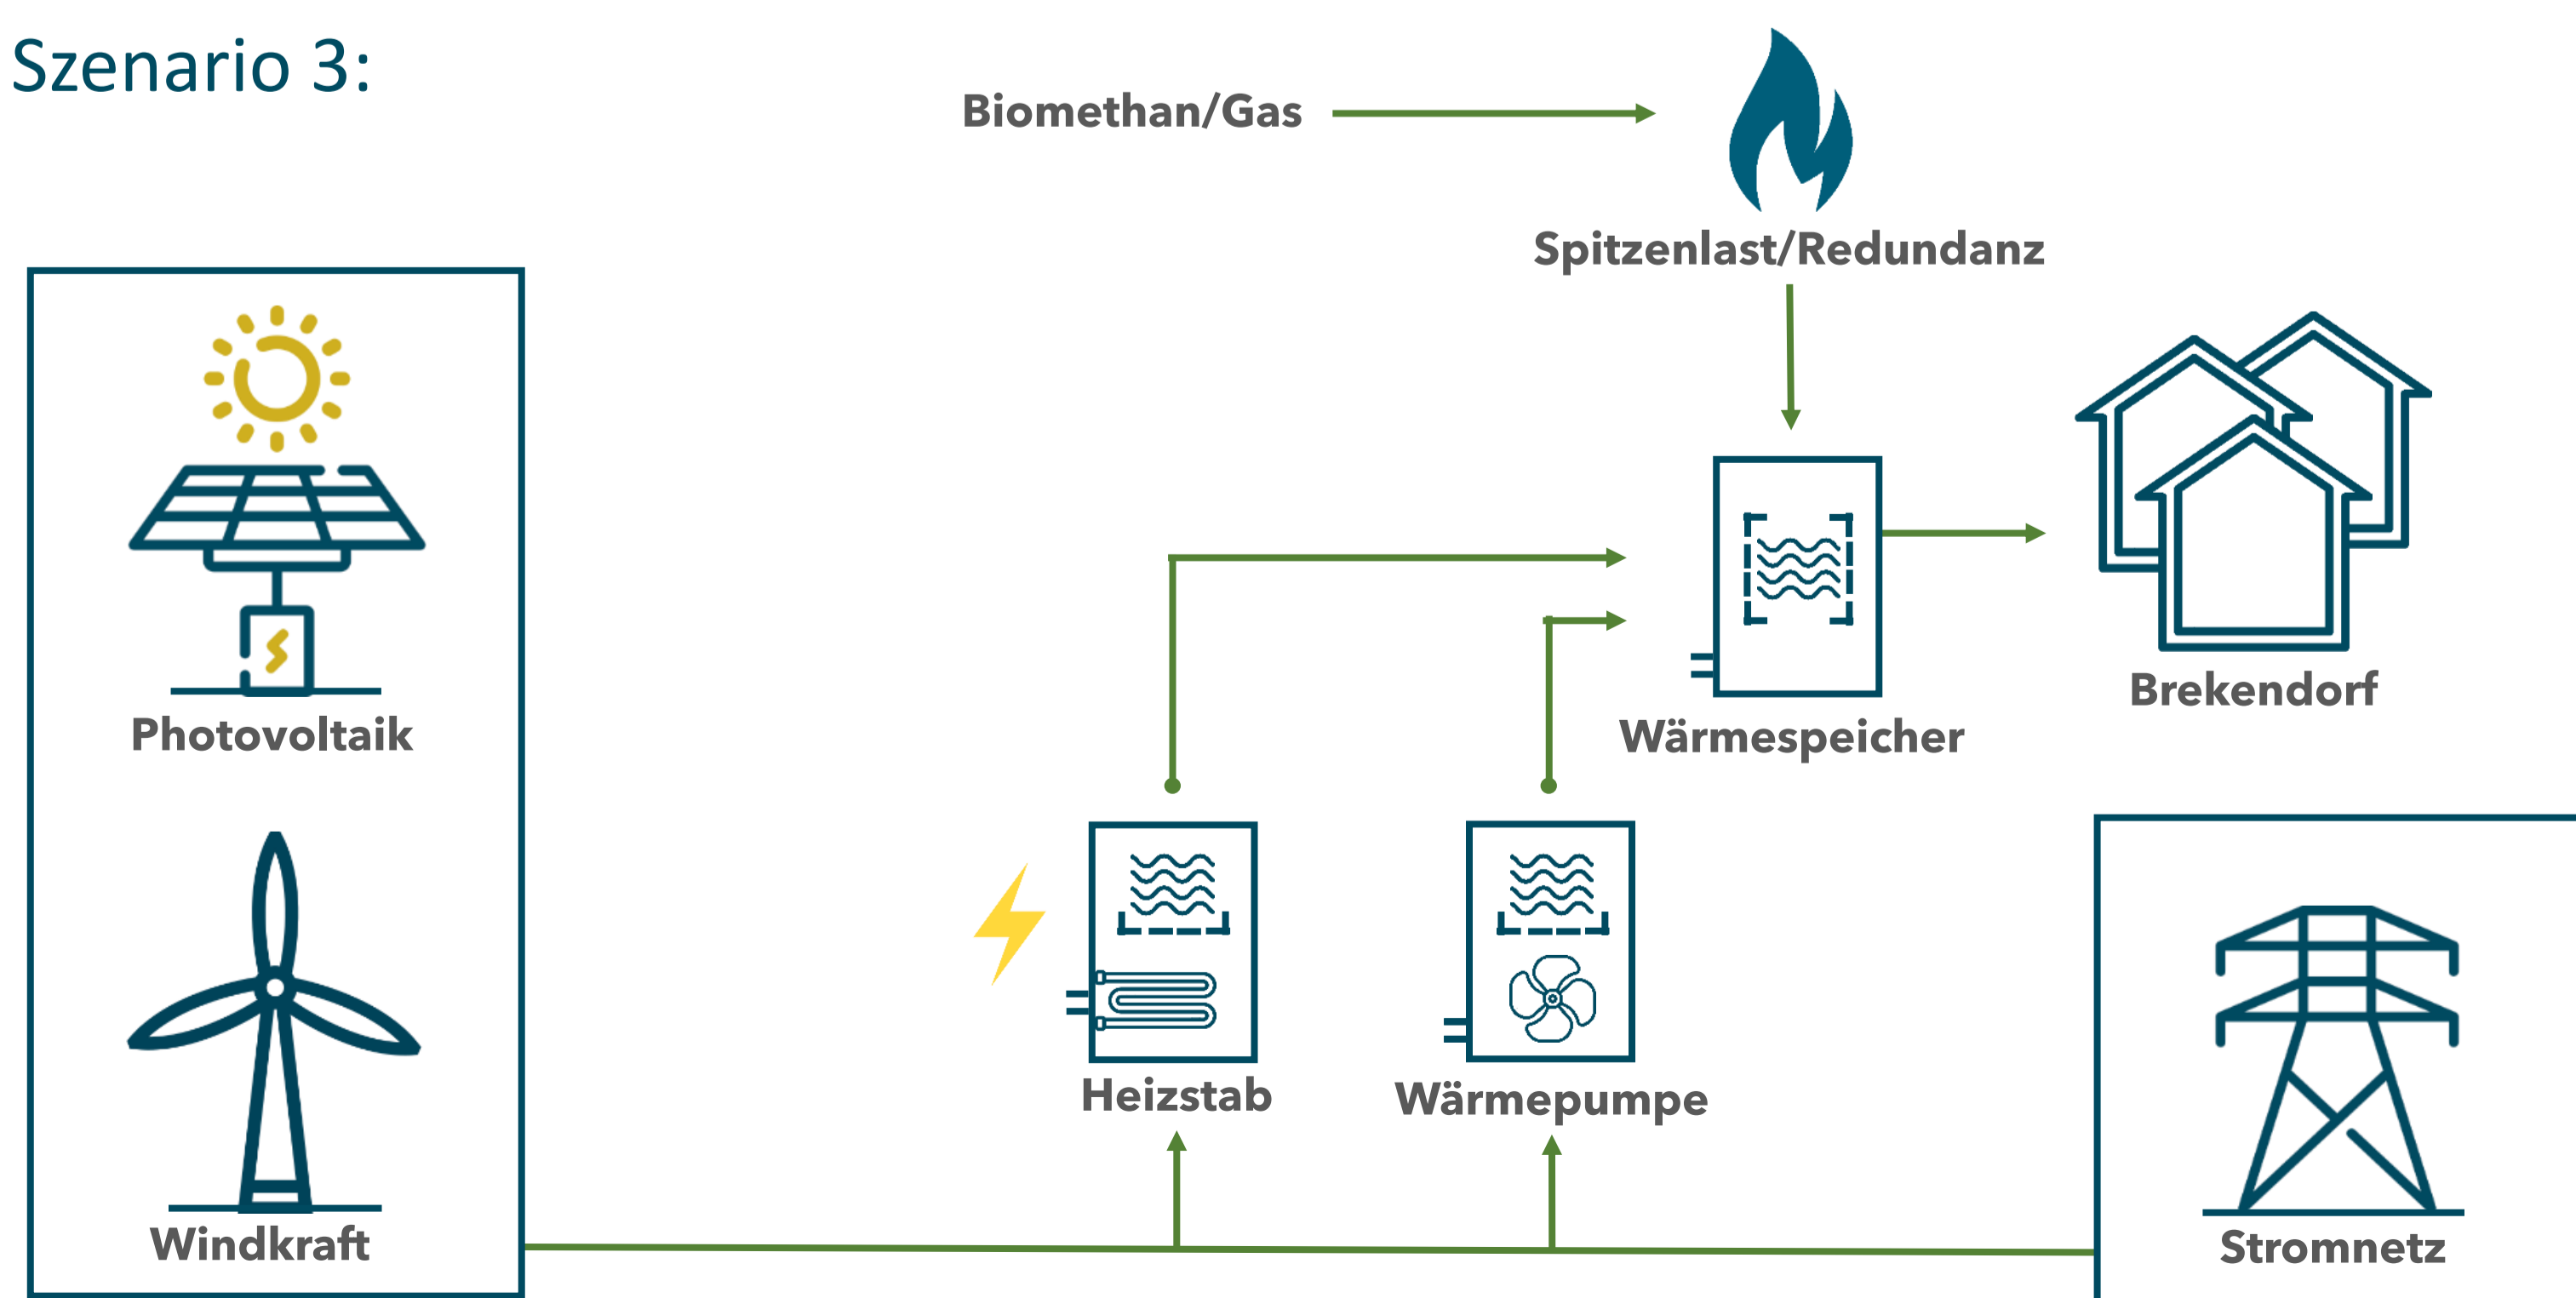 Szenario 3:
Biomethan/Gas
Spitzenlast/Redundanz
Photovoltaik
Wärmespeicher
Brekendorf
Heizstab
Wärmepumpe
Windkraft
Stromnetz